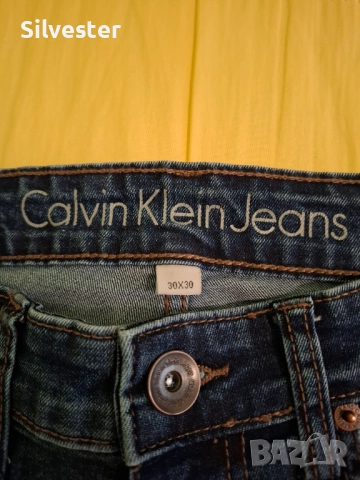 Silvester
Calvin Klein Jeans
30X30
BAZAR